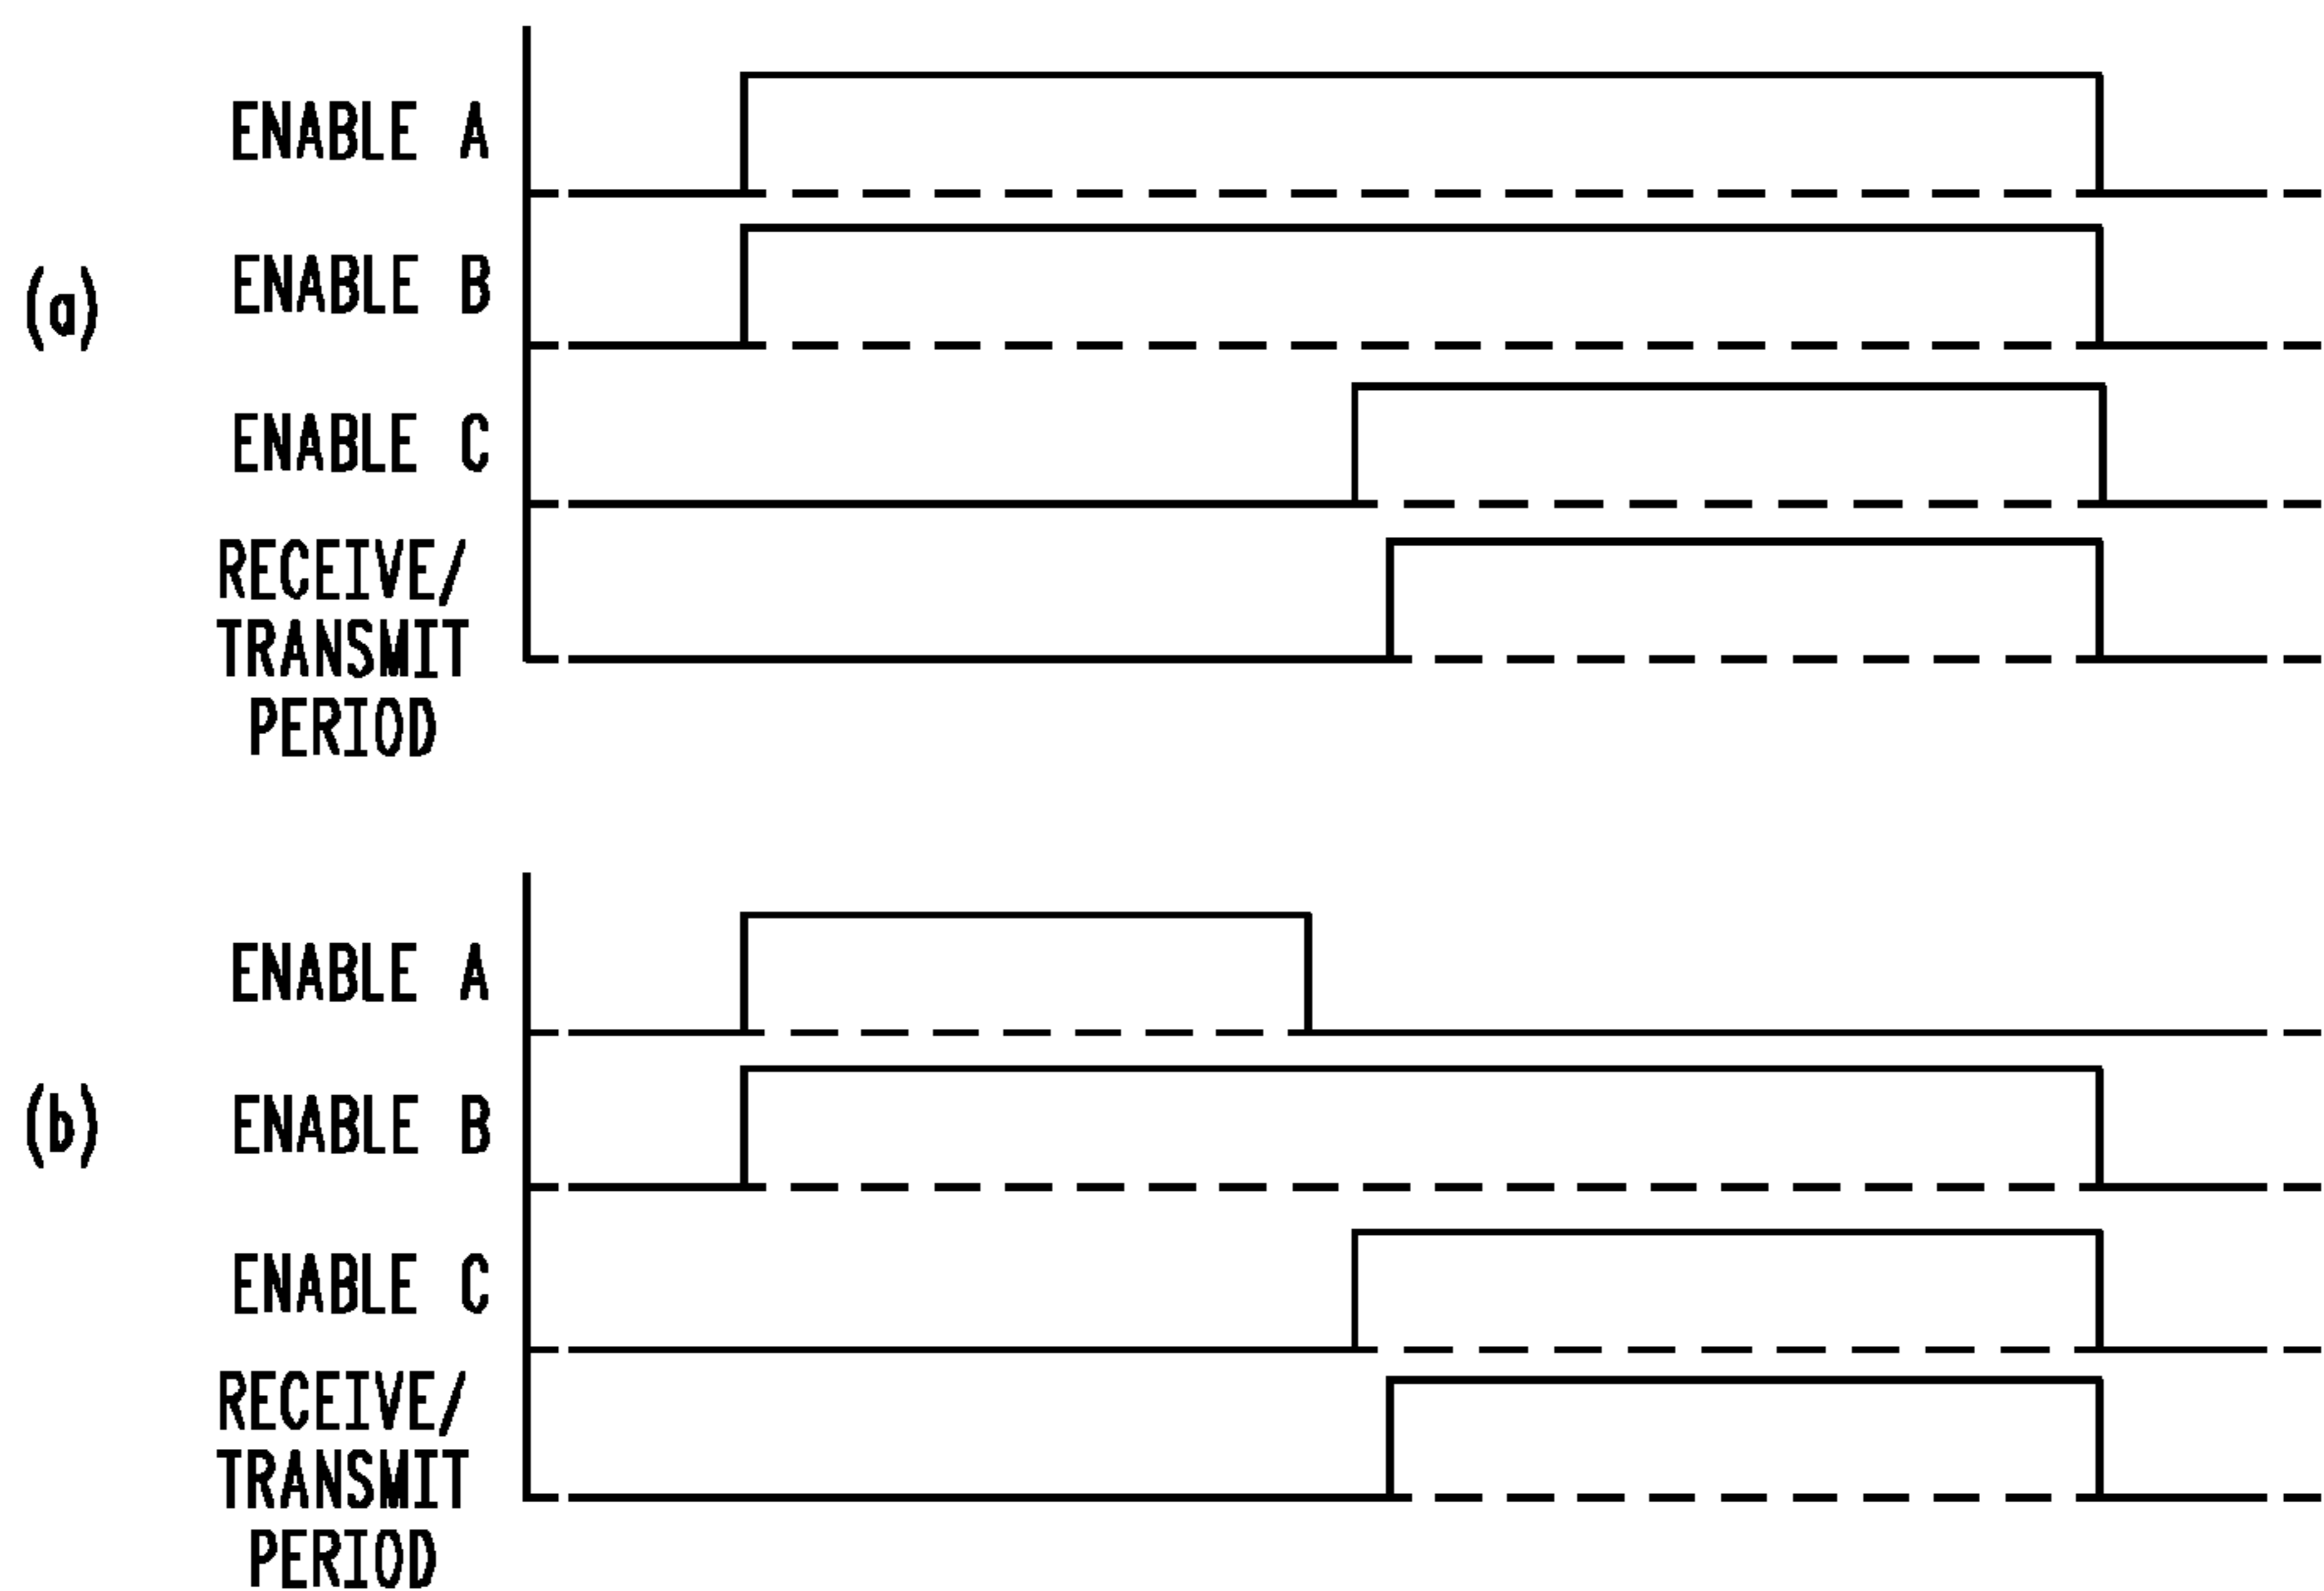 (a)
ENABLE A
ENABLE B
ENABLE C
RECEIVE/
TRANSMIT
PERIOD
(b)
ENABLE A
ENABLE B
ENABLE C
RECEIVE/
TRANSMIT
PERIOD